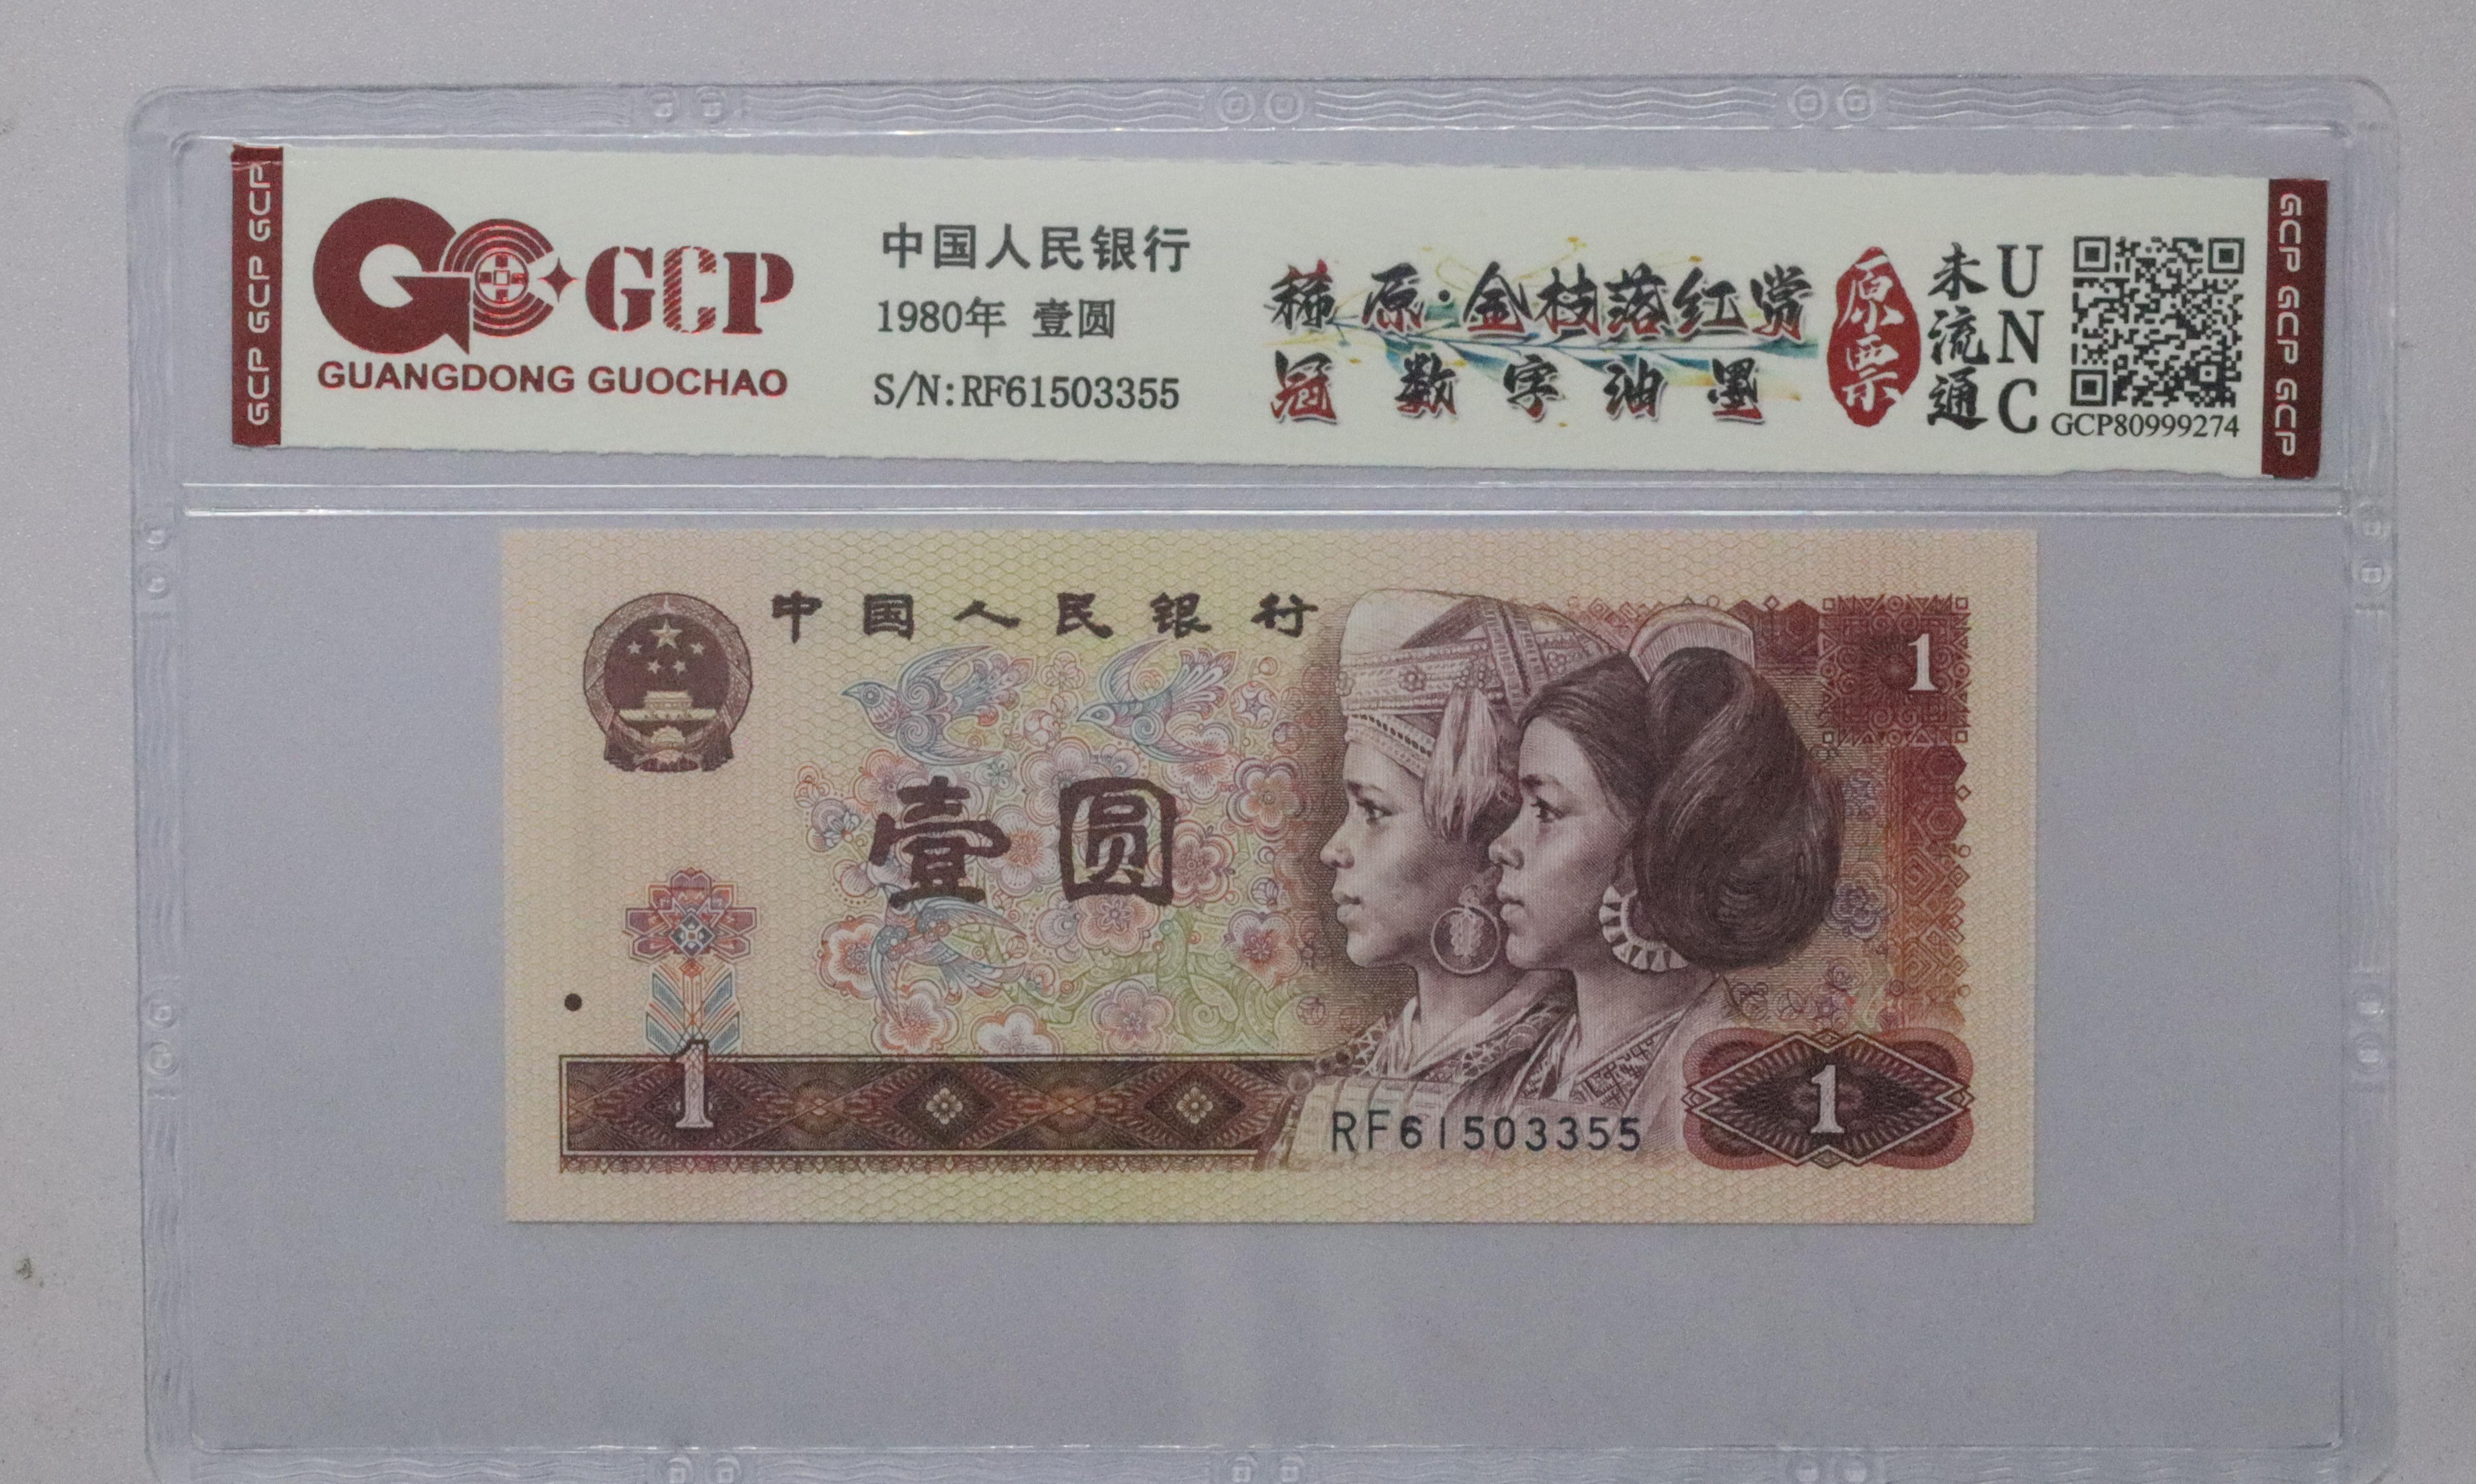 GCP GCP GCP
GCP
GUANGDONG GUOCHAO
中国人民银行
1980年 壹圆
S/N:RF61503355
稀原·金枝落红赏
冠数字油墨
原票
未流通
UNC
GCP80999274
GCP GCP GCP
中国人民银行
1
壹圆
1
RF61503355
1